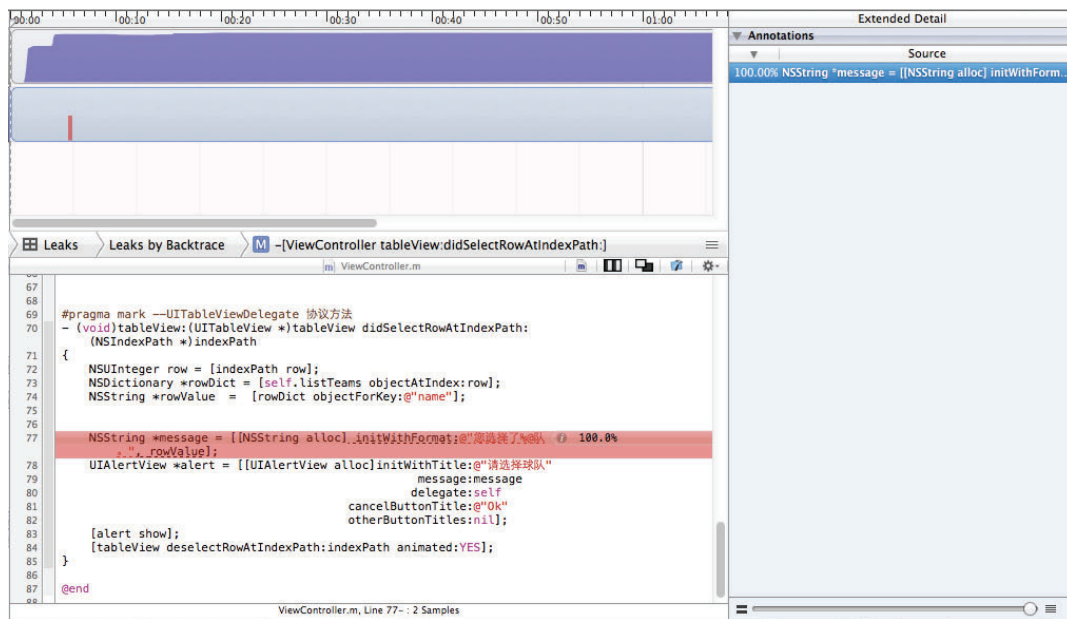 00:00 00:10 00:20 00:30 00:40 00:50 01:00
Extended Detail
Annotations
Source
100.00% NSString *message = [[NSString alloc] initWithForm...
Leaks Leaks by Backtrace M -[ViewController tableView:didSelectRowAtIndexPath:]
ViewController.m
67
68
69 #pragma mark --UITableViewDelegate 协议方法
70 - (void)tableView:(UITableView *)tableView didSelectRowAtIndexPath:
(NSIndexPath *)indexPath
71 {
72 NSUInteger row = [indexPath row];
73 NSDictionary *rowDict = [self.listTeams objectAtIndex:row];
74 NSString *rowValue  =  [rowDict objectForKey:@"name"];
75
76
77 NSString *message = [[NSString alloc] initWithFormat:@"您选择了%@队 100.0%
。", rowValue];
78 UIAlertView *alert = [[UIAlertView alloc]initWithTitle:@"请选择球队"
79 message:message
80 delegate:self
81 cancelButtonTitle:@"Ok"
82 otherButtonTitles:nil];
83 [alert show];
84 [tableView deselectRowAtIndexPath:indexPath animated:YES];
85 }
86
87 @end
ViewController.m, Line 77- : 2 Samples